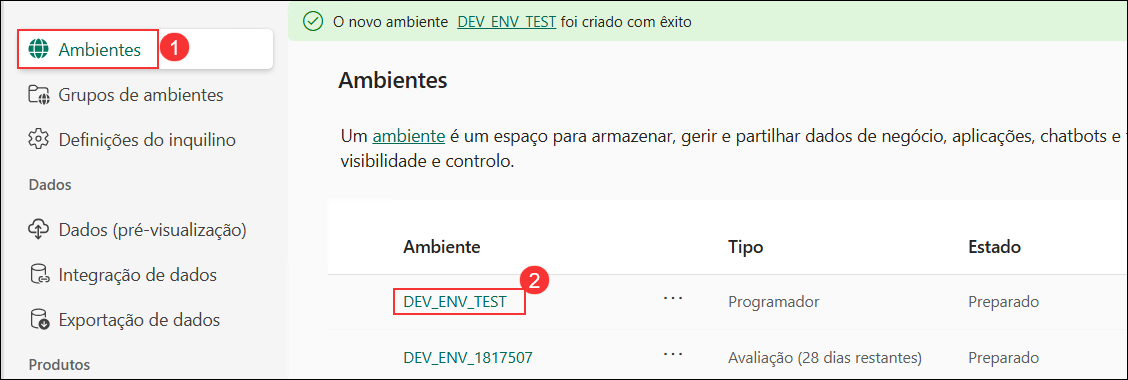 O novo ambiente DEV_ENV_TEST foi criado com êxito
Ambientes 1
Grupos de ambientes
Definições do inquilino
Dados
Dados (pré-visualização)
Integração de dados
Exportação de dados
Produtos
Ambientes
Um ambiente é um espaço para armazenar, gerir e partilhar dados de negócio, aplicações, chatbots e
visibilidade e controlo.
Ambiente Tipo Estado
2
DEV_ENV_TEST ... Programador Preparado
DEV_ENV_1817507 ... Avaliação (28 dias restantes) Preparado